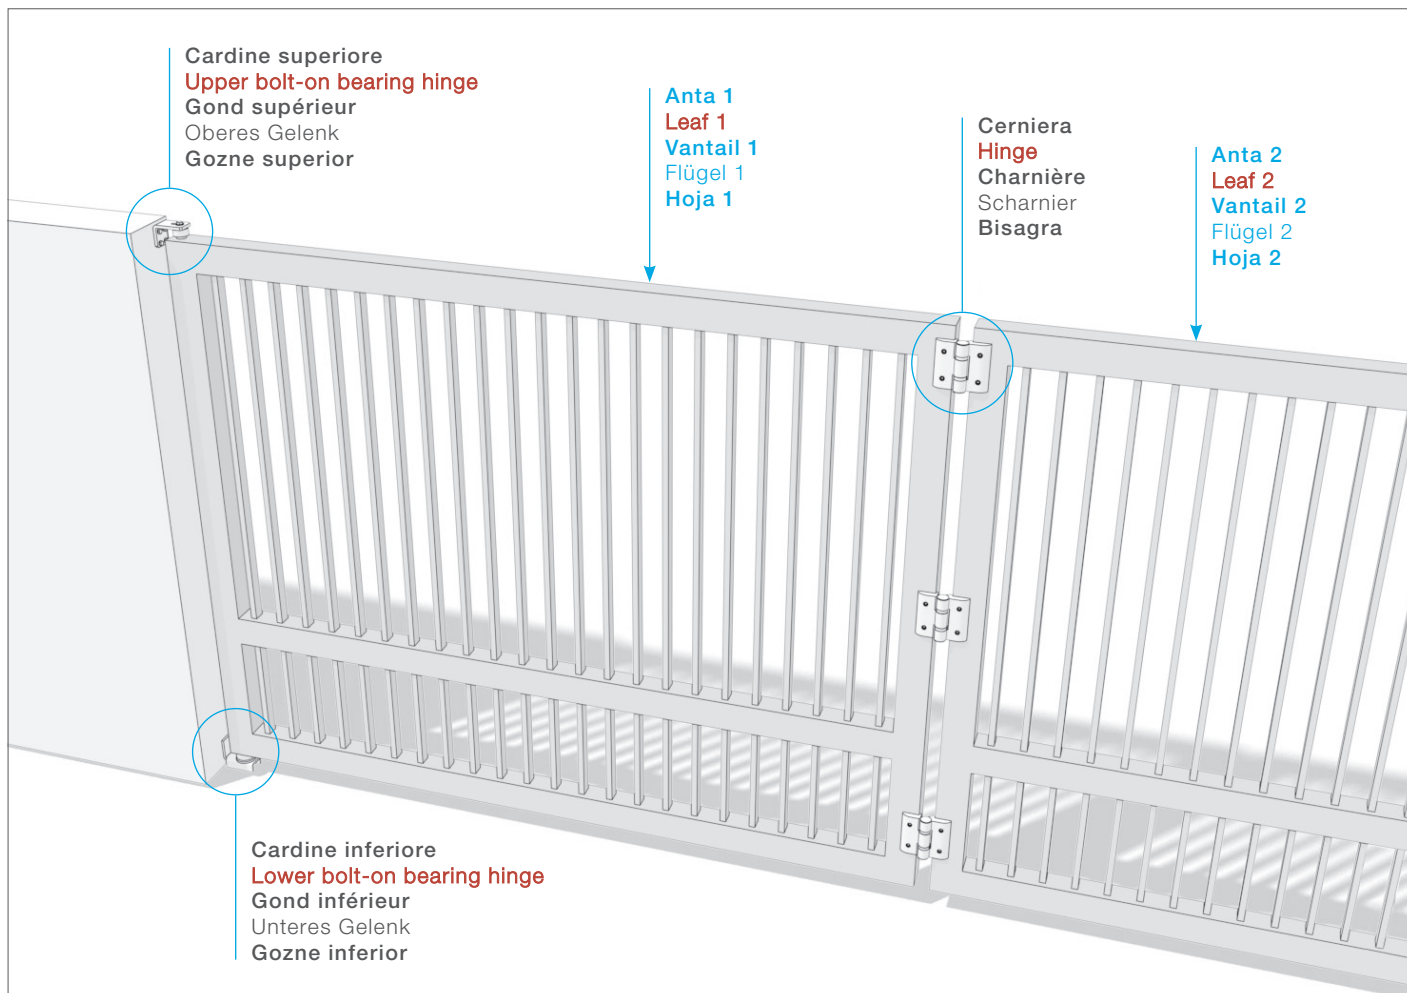 Cardine superiore
Upper bolt-on bearing hinge
Gond supérieur
Oberes Gelenk
Gozne superior
Anta 1
Leaf 1
Vantail 1
Flügel 1
Hoja 1
Cerniera
Hinge
Charnière
Scharnier
Bisagra
Anta 2
Leaf 2
Vantail 2
Flügel 2
Hoja 2
Cardine inferiore
Lower bolt-on bearing hinge
Gond inférieur
Unteres Gelenk
Gozne inferior